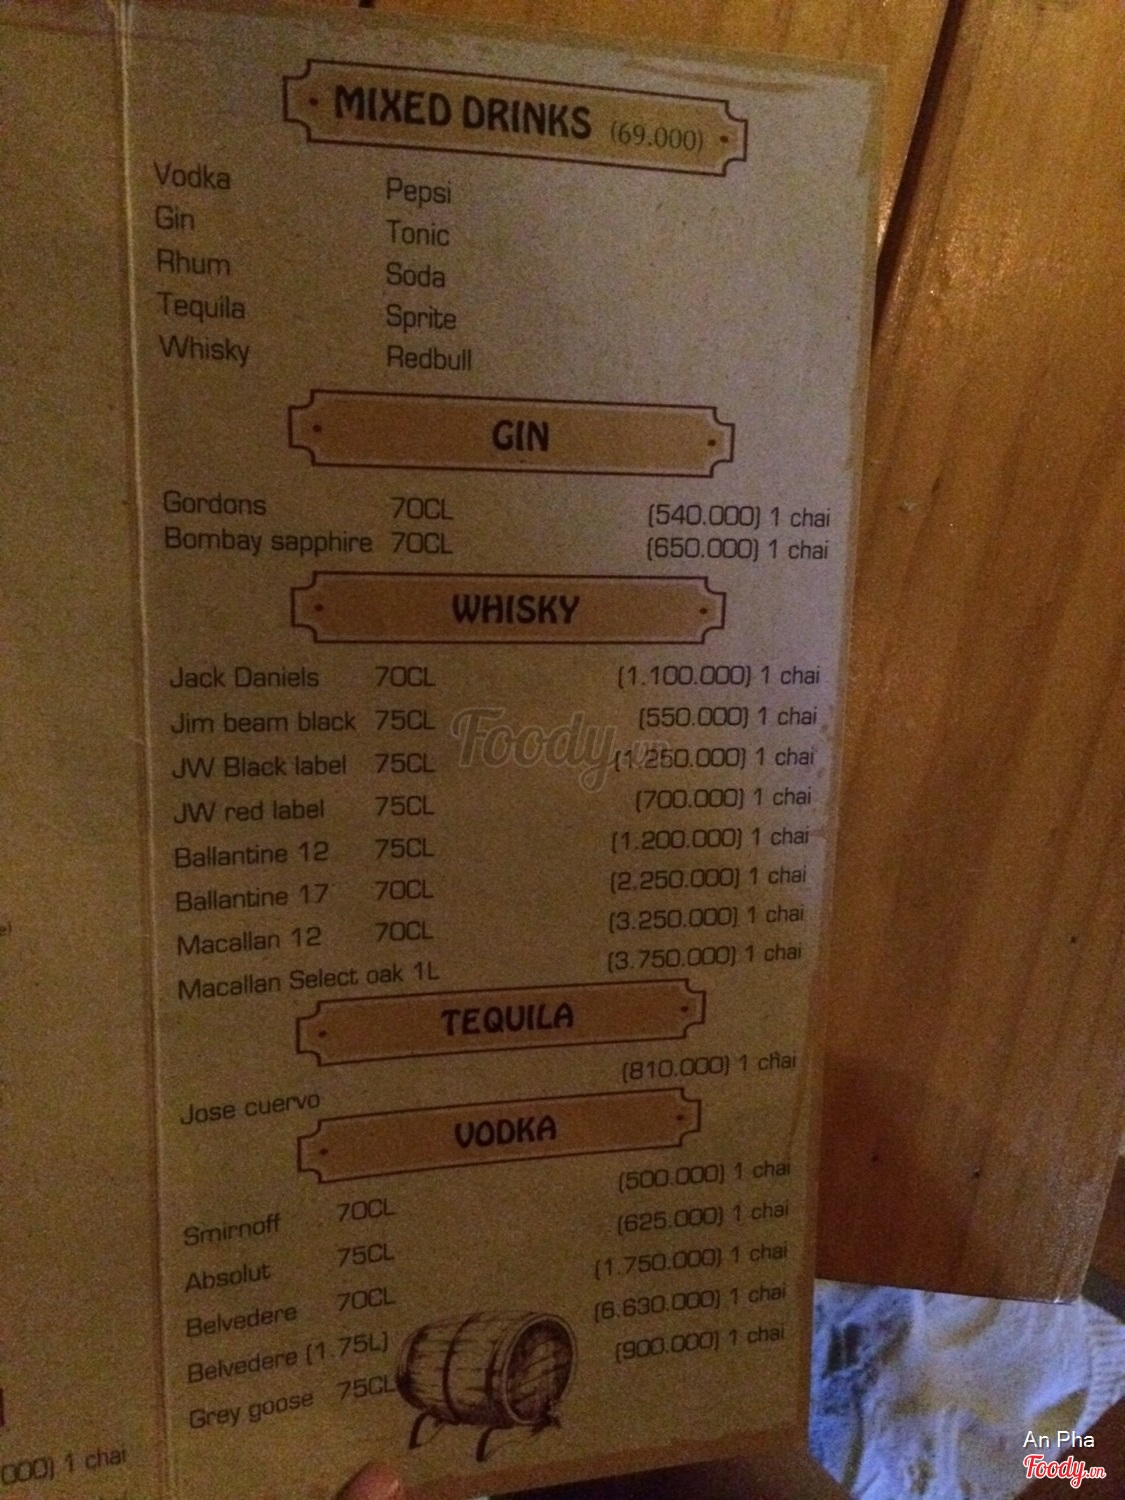 MIXED DRINKS (69.000)
Vodka Pepsi
Gin Tonic
Rhum Soda
Tequila Sprite
Whisky Redbull
GIN
Gordons 70CL (540.000) 1 chai
Bombay sapphire 70CL (650.000) 1 chai
WHISKY
Jack Daniels 70CL (1.100.000) 1 chai
Jim beam black 75CL (550.000) 1 chai
JW Black label 75CL (1.250.000) 1 chai
JW red label 75CL (700.000) 1 chai
Ballantine 12 75CL (1.200.000) 1 chai
Ballantine 17 70CL (2.250.000) 1 chai
Macallan 12 70CL (3.250.000) 1 chai
Macallan Select oak 1L (3.750.000) 1 chai
TEQUILA
Jose cuervo (810.000) 1 chai
VODKA
Smirnoff 70CL (500.000) 1 chai
Absolut 75CL (625.000) 1 chai
Belvedere 70CL (1.750.000) 1 chai
Belvedere (1.75L) (6.630.000) 1 chai
Grey goose 75CL (900.000) 1 chai
000) 1 chai
e)
Foody.vn
An Pha
Foody.vn